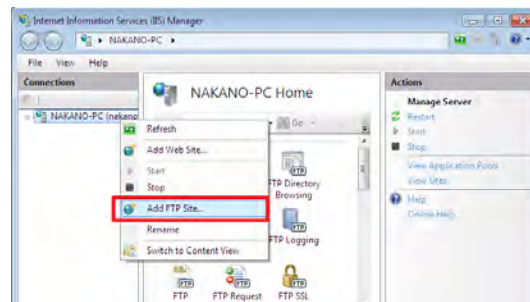 Internet Information Services (IIS) Manager
NAKANO-PC
File View Help
Connections
NAKANO-PC (nakano
Refresh
Add Web Site...
Start
Stop
Add FTP Site...
Rename
Switch to Content View
NAKANO-PC Home
Go
FTP Directory
Browsing
FTP Logging
FTP
FTP Request
FTP SSL
Actions
Manage Server
Restart
Start
Stop
View Application Pools
View Sites
Help
Online Help